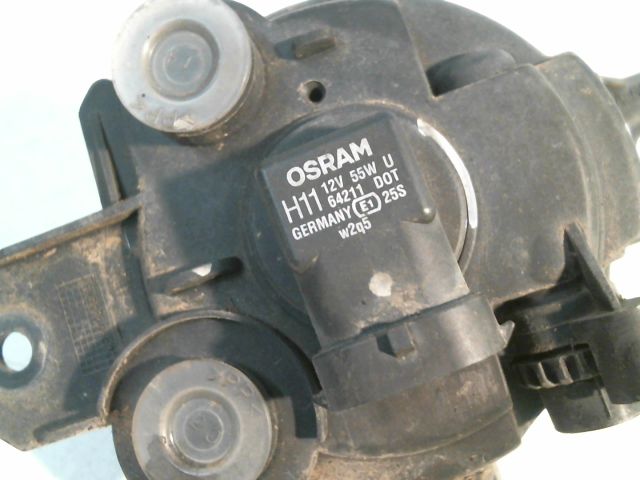 OSRAM
H11 12V 55W U
64211 DOT
GERMANY E1 25S
w2q5